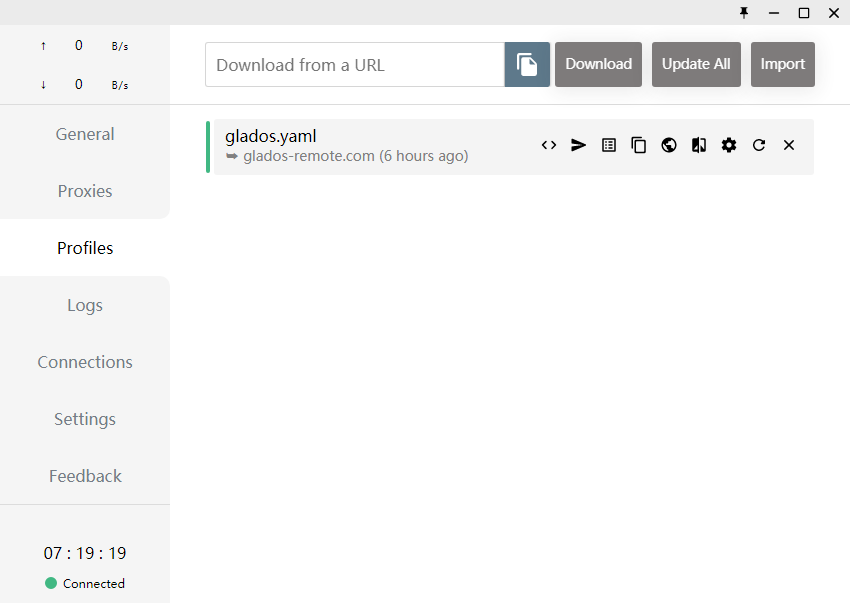 ↑ 0 B/s
↓ 0 B/s
General
Proxies
Profiles
Logs
Connections
Settings
Feedback
07 : 19 : 19
Connected
Download from a URL
Download
Update All
Import
glados.yaml
glados-remote.com (6 hours ago)